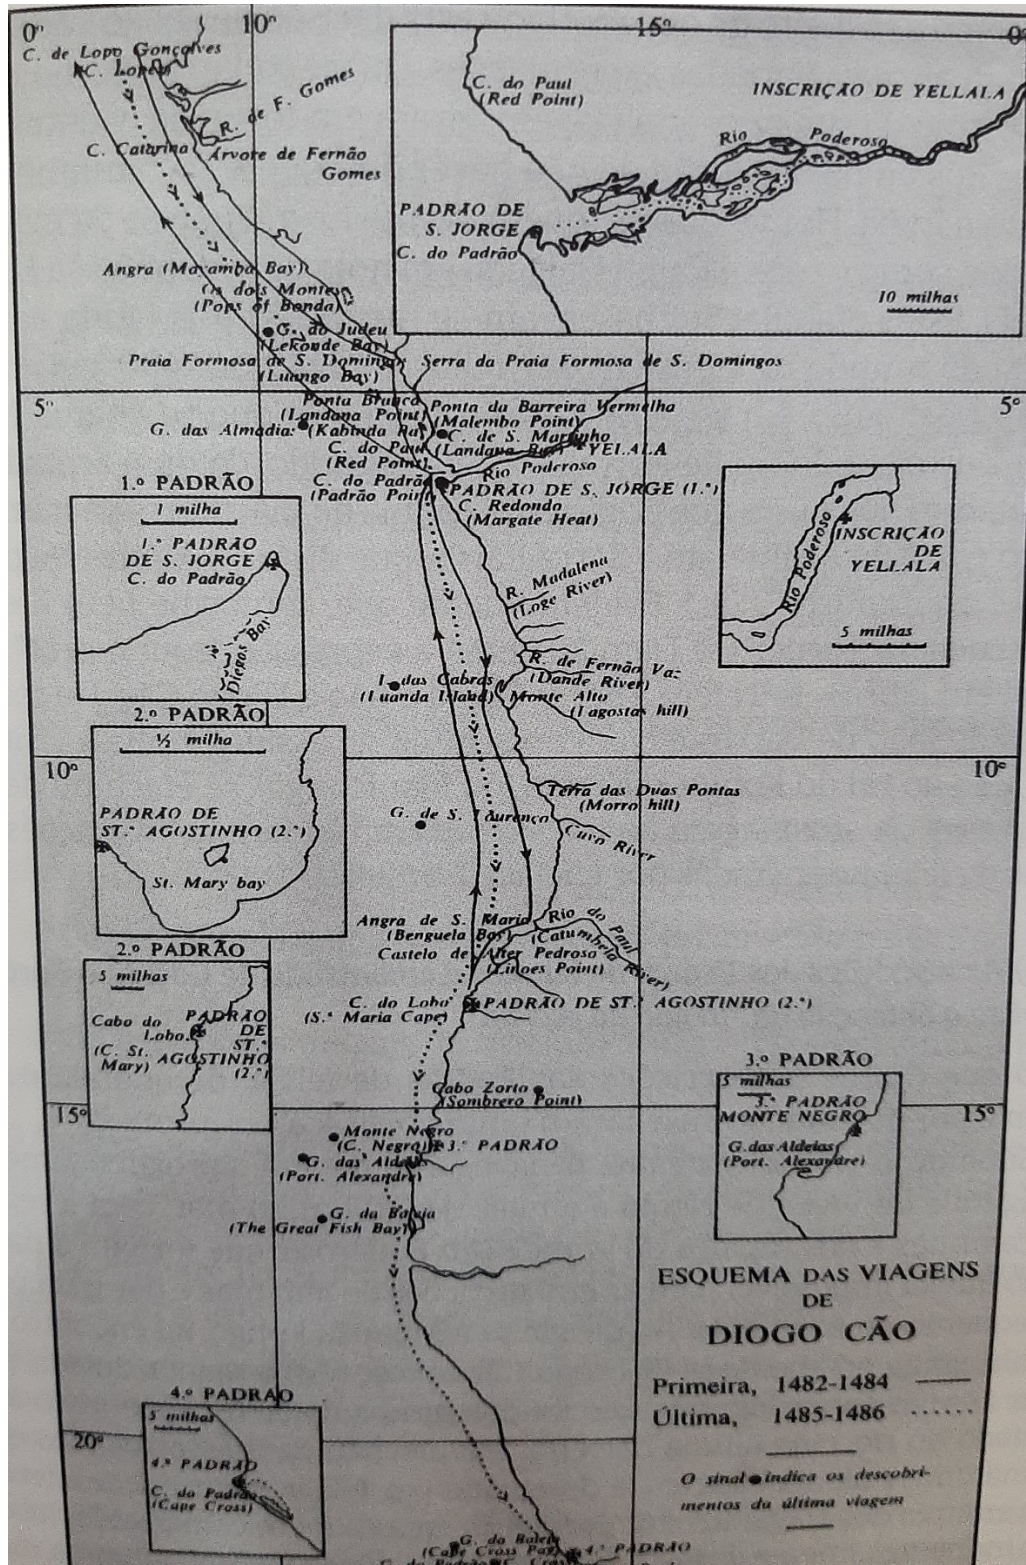 0°
10°
15°
0°
C. de Lopo Gonçalves
(C. Lopez)
R. de F. Gomes
C. Catarina
Árvore de Fernão
Gomes
C. do Paul
(Red Point)
INSCRIÇÃO DE YELLALA
Rio Poderoso
PADRÃO DE
S. JORGE
C. do Padrão
10 milhas
Angra (Mayamba Bay)
dois Montes
(Pops of Bonda)
G. do Judeu
(Lekonde Bay)
Praia Formosa de S. Domingos
(Luango Bay)
Serra da Praia Formosa de S. Domingos
5°
5°
Ponta Branca
(Landana Point)
Ponta da Barreira Vermelha
(Malembo Point)
G. das Almadias
(Kabinda Bay)
C. de S. Martinho
(Landana Bay)
YELALA
C. do Paul
(Red Point)
Rio Poderoso
C. do Padrão
(Padrão Point)
PADRÃO DE S. JORGE (1.º)
C. Redondo
(Margate Heat)
1.º PADRÃO
1 milha
1.º PADRÃO
DE S. JORGE
C. do Padrão
Diegos Bay
INSCRIÇÃO
DE
YELLALA
Rio Poderoso
5 milhas
R. Madalena
(Loge River)
R. de Fernão Vaz
(Dande River)
I. das Cabras
(Luanda Island)
Monte Alto
(Lagostas hill)
2.º PADRÃO
½ milha
PADRÃO DE
ST.º AGOSTINHO (2.º)
St. Mary bay
10°
10°
Terra das Duas Pontas
(Morro hill)
G. de S. Lourenço
Cuvo River
Angra de S. Maria
(Benguela Bay)
Rio do Paul
(Catumbela River)
Castelo de Alter Pedroso
(Linoes Point)
C. do Lobo
(S.ª Maria Cape)
PADRÃO DE ST.º AGOSTINHO (2.º)
2.º PADRÃO
5 milhas
Cabo do
Lobo
(C. St.
Mary)
PADRÃO
DE
ST.º
AGOSTINHO
(2.º)
Cabo Zorto
(Sombrero Point)
3.º PADRÃO
5 milhas
3.º PADRÃO
MONTE NEGRO
G. das Aldeias
(Port. Alexandre)
15°
15°
Monte Negro
(C. Negro)
3.º PADRÃO
G. das Aldeias
(Port. Alexandre)
G. da Baleia
(The Great Fish Bay)
ESQUEMA DAS VIAGENS
DE
DIOGO CÃO
Primeira, 1482-1484
Última, 1485-1486
O sinal indica os descobri-
mentos da última viagem
4.º PADRÃO
5 milhas
4.º PADRÃO
C. do Padrão
(Cape Cross)
20°
G. da Baleia
(Cape Cross Bay)
4.º PADRÃO